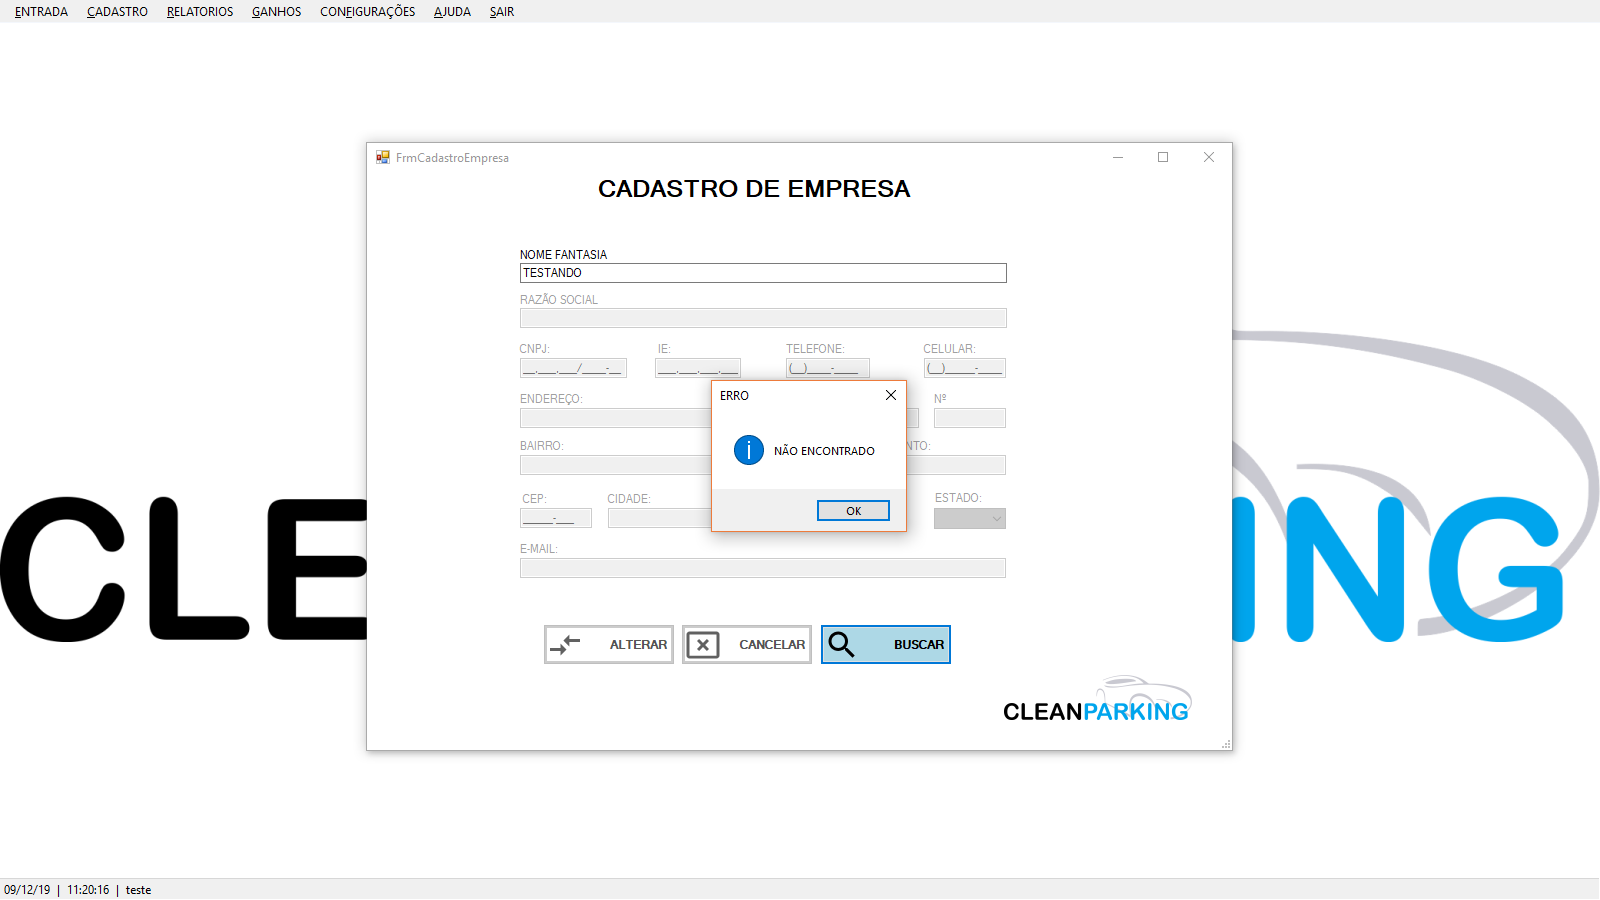 ENTRADA CADASTRO RELATORIOS GANHOS CONFIGURAÇÕES AJUDA SAIR
FrmCadastroEmpresa
CADASTRO DE EMPRESA
NOME FANTASIA
TESTANDO
RAZÃO SOCIAL
CNPJ: IE: TELEFONE: CELULAR:
__.___.___/____-__ ___.___.___.___ (__)____-____ (__)_____-____
ERRO
NÃO ENCONTRADO
OK
ENDEREÇO: Nº
BAIRRO: NTO:
CEP: CIDADE: ESTADO:
_____-___
E-MAIL:
ALTERAR CANCELAR BUSCAR
CLEANPARKING
CLE ING
09/12/19 | 11:20:16 | teste